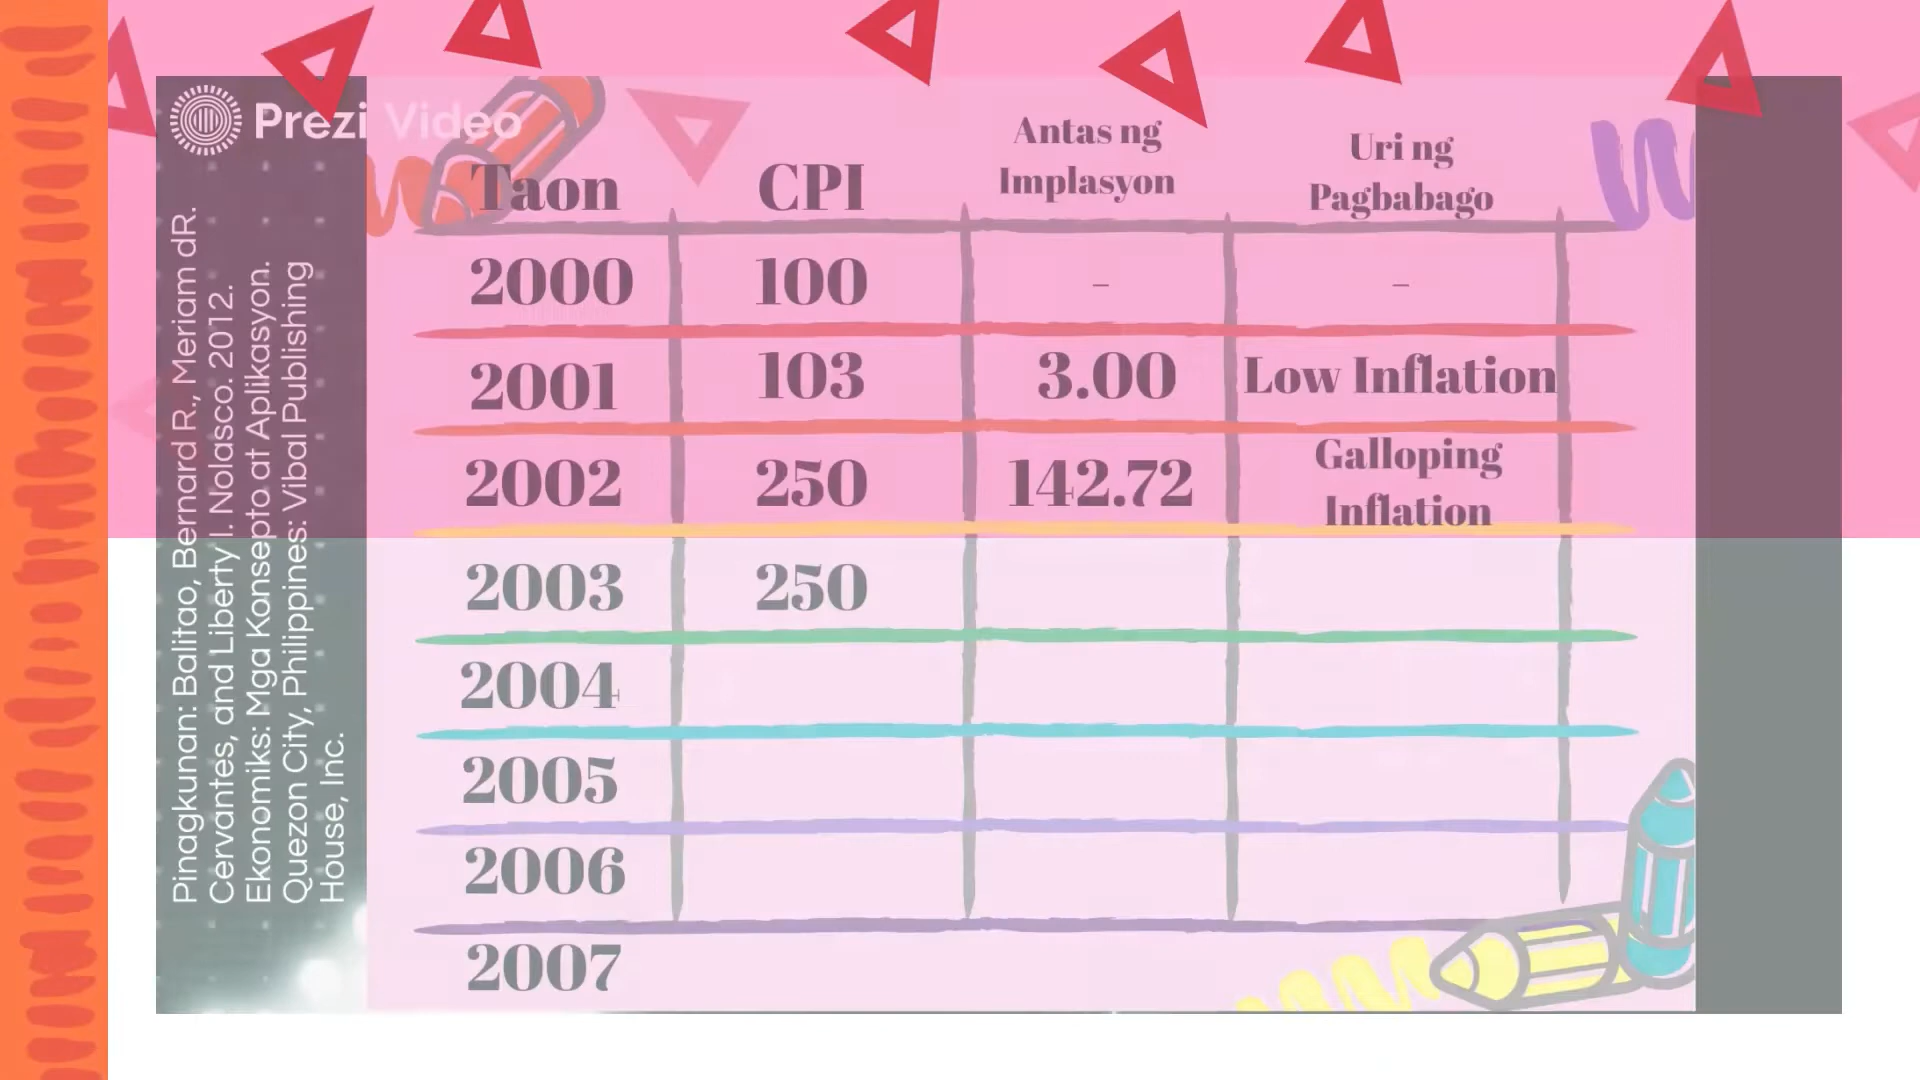 Prezi Video
Pinagkunan: Balitao, Bernard R., Meriam dR.
Cervantes, and Liberty I. Nolasco. 2012.
Ekonomiks: Mga Konsepto at Aplikasyon.
Quezon City, Philippines: Vibal Publishing
House, Inc.
Taon CPI Antas ng Implasyon Uri ng Pagbabago
2000 100 - -
2001 103 3.00 Low Inflation
2002 250 142.72 Galloping Inflation
2003 250
2004
2005
2006
2007